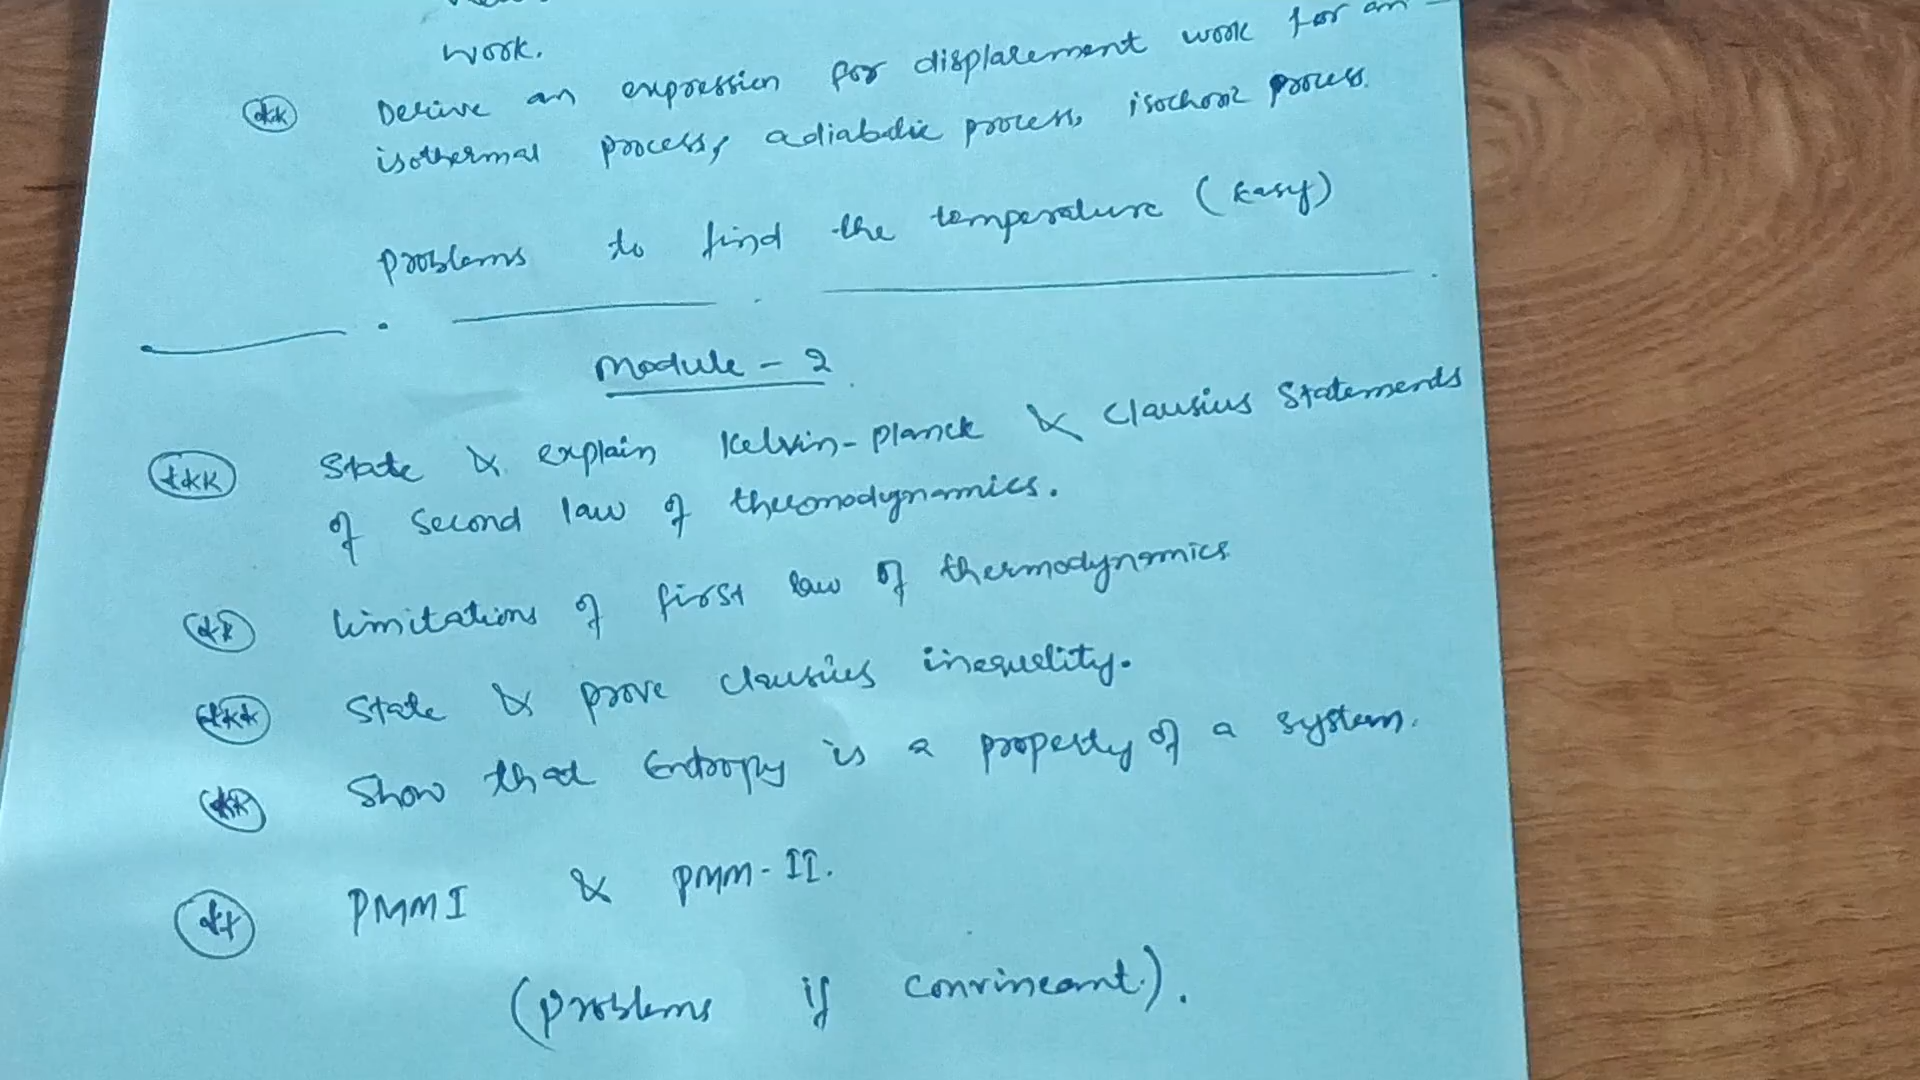 work.
** Derive an expression for displacement work for an
isothermal process, adiabatic process, isochoric process.
problems to find the temperature (Easy)
Module - 2
*** State & explain Kelvin-planck & Clausius Statements
of Second law of thermodynamics.
** limitations of first law of thermodynamics
*** State & prove clausius inequality.
** Show that Entropy is a property of a system.
** PMMI & PMM-II.
(problems if convineant).